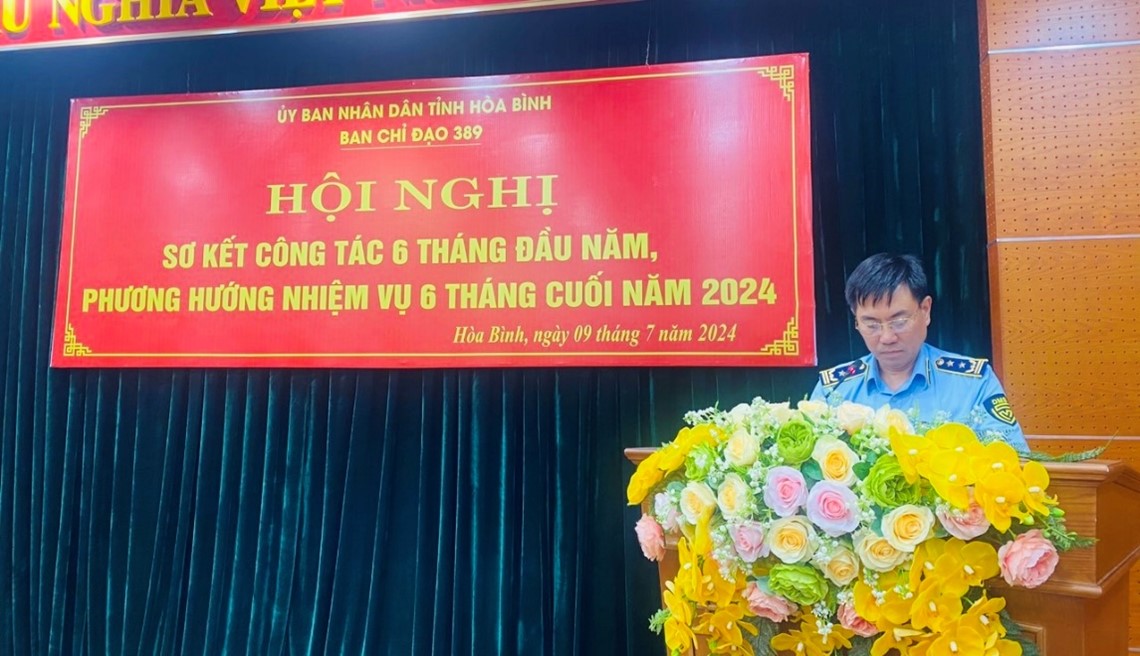 NGHĨA VIỆT
ỦY BAN NHÂN DÂN TỈNH HÒA BÌNH
BAN CHỈ ĐẠO 389
HỘI NGHỊ
SƠ KẾT CÔNG TÁC 6 THÁNG ĐẦU NĂM,
PHƯƠNG HƯỚNG NHIỆM VỤ 6 THÁNG CUỐI NĂM 2024
Hòa Bình, ngày 09 tháng 7 năm 2024